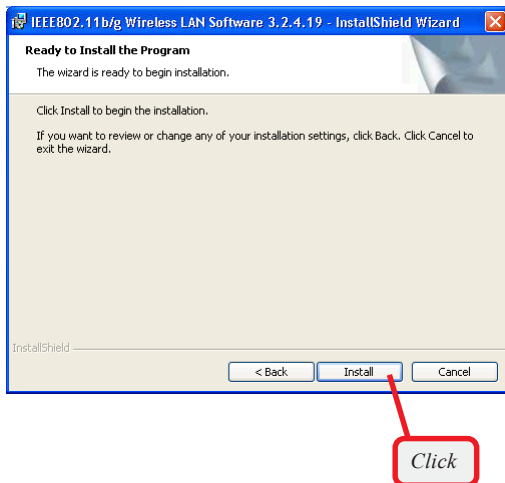 IEEE802.11b/g Wireless LAN Software 3.2.4.19 - InstallShield Wizard
Ready to Install the Program
The wizard is ready to begin installation.
Click Install to begin the installation.
If you want to review or change any of your installation settings, click Back. Click Cancel to
exit the wizard.
InstallShield
< Back Install Cancel
Click